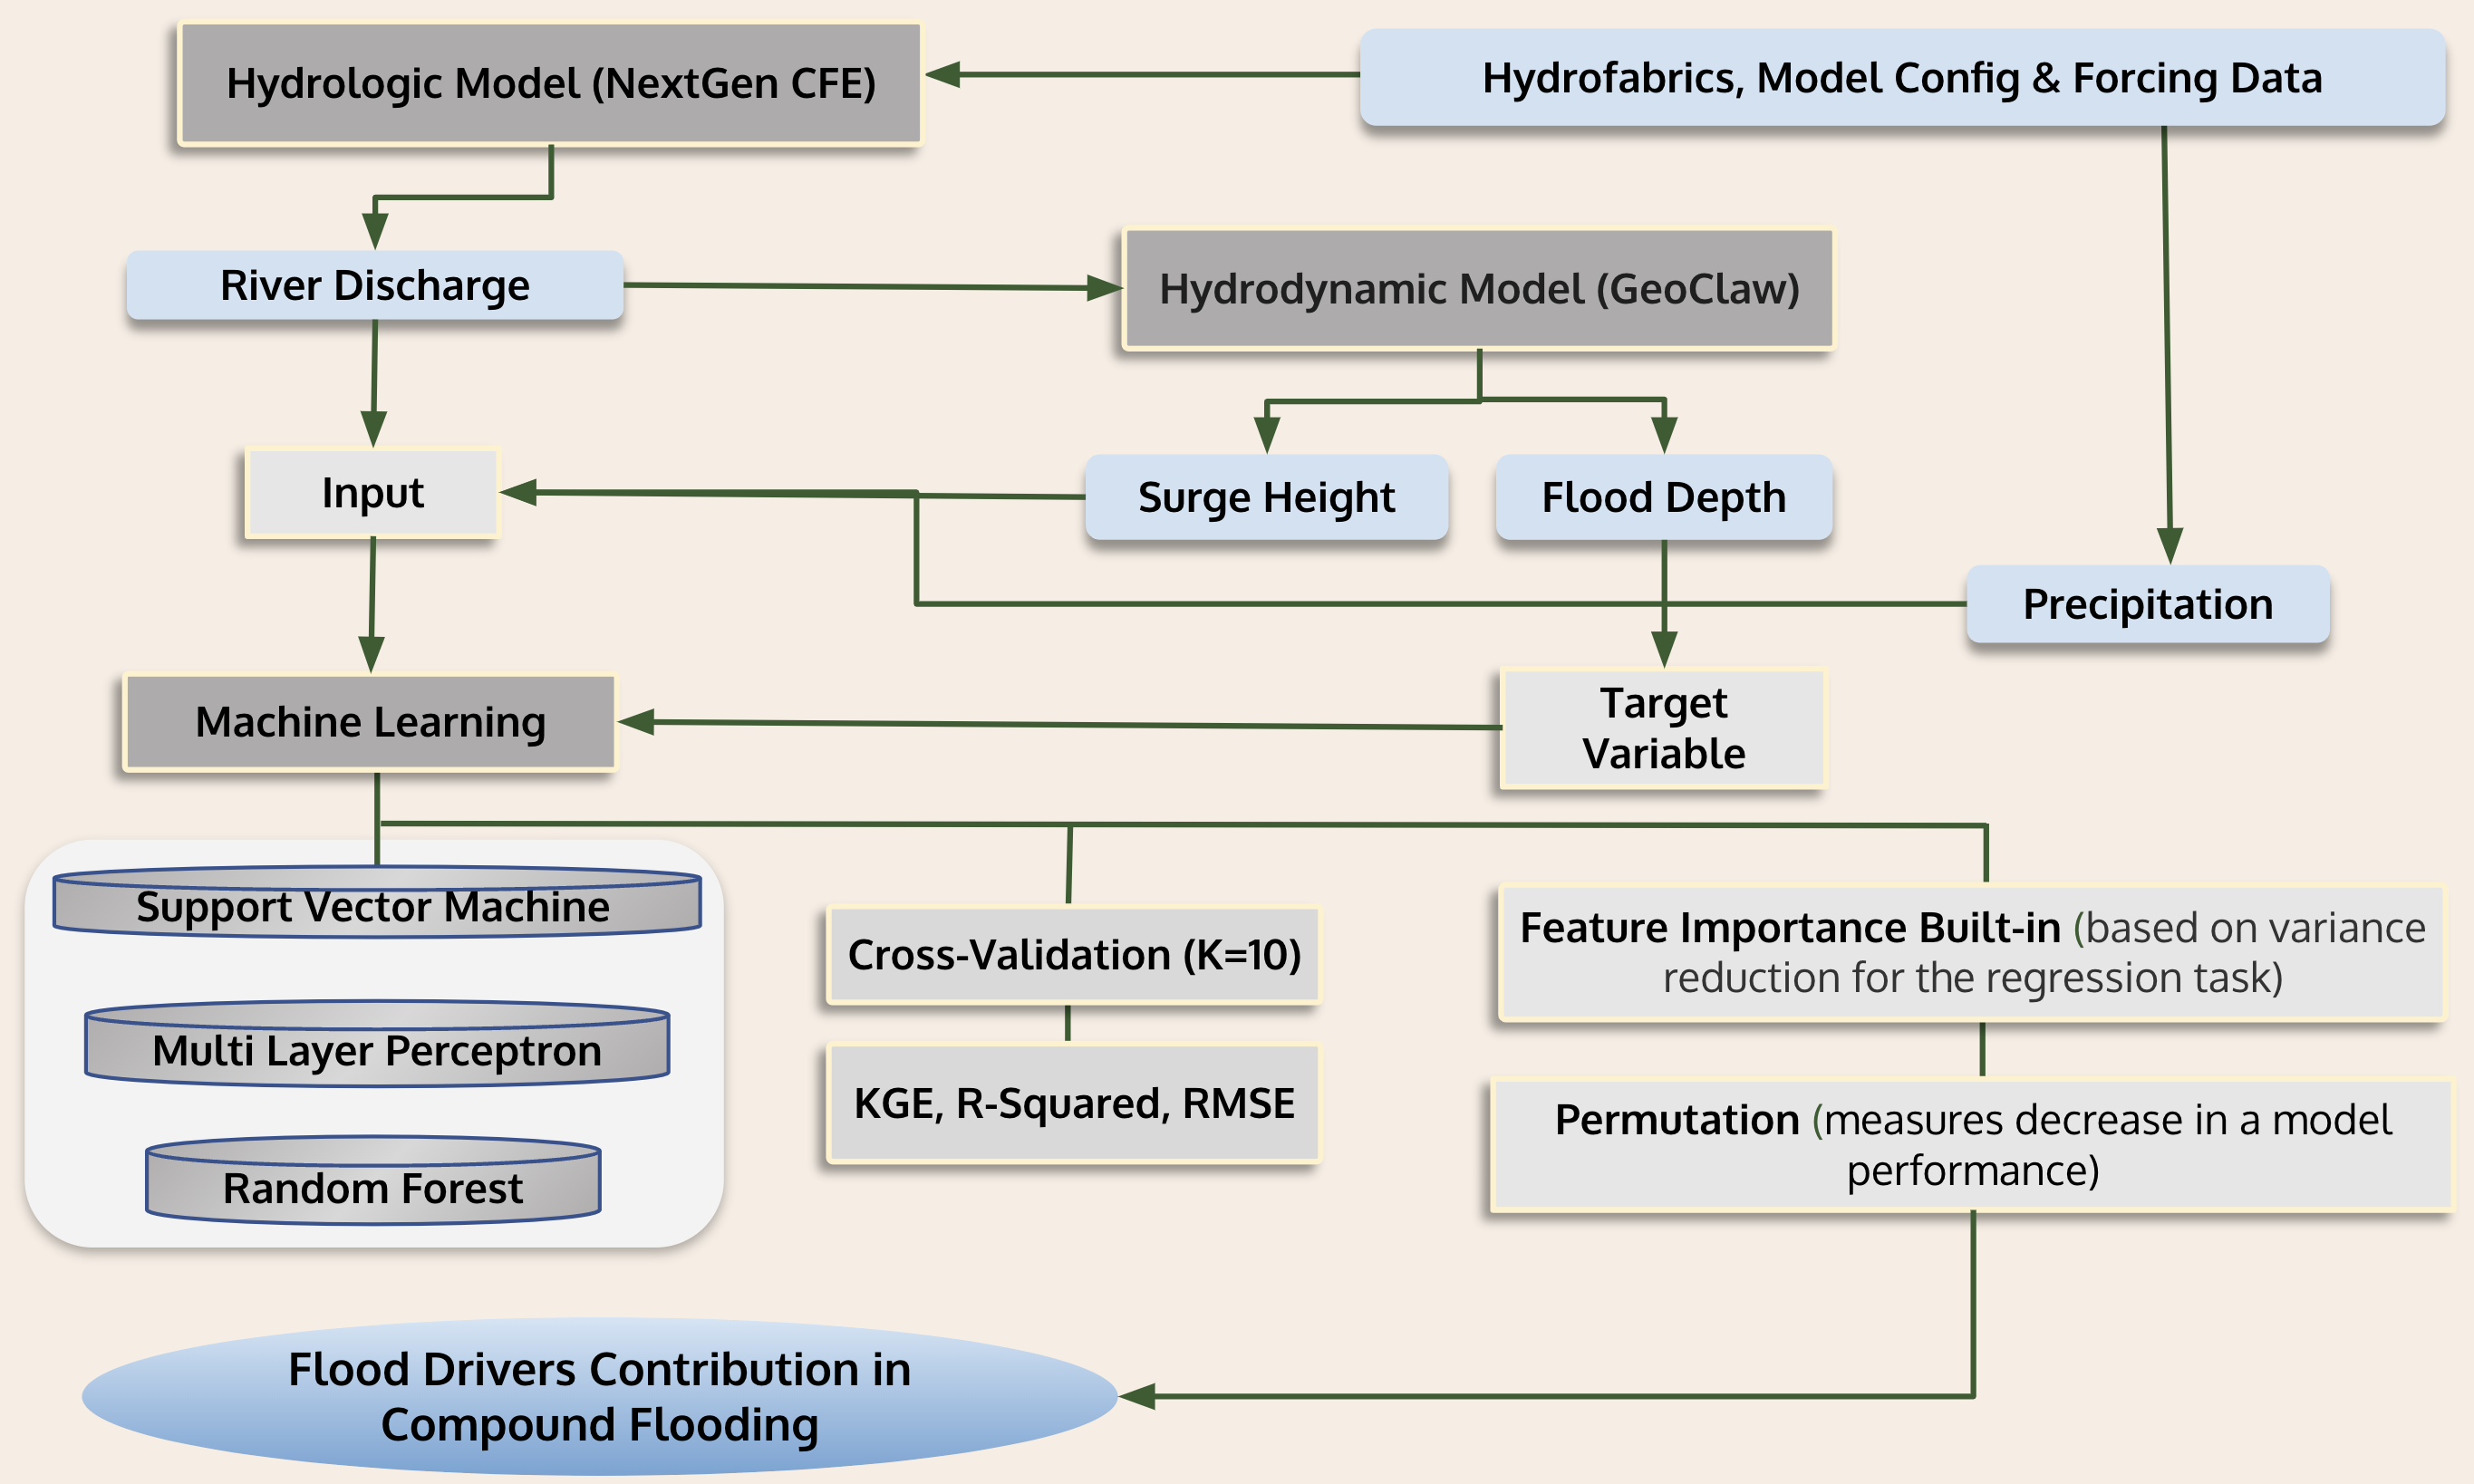 Hydrologic Model (NextGen CFE)
Hydrofabrics, Model Config & Forcing Data
River Discharge
Hydrodynamic Model (GeoClaw)
Input
Surge Height
Flood Depth
Precipitation
Machine Learning
Target
Variable
Support Vector Machine
Multi Layer Perceptron
Random Forest
Cross-Validation (K=10)
KGE, R-Squared, RMSE
Feature Importance Built-in (based on variance
reduction for the regression task)
Permutation (measures decrease in a model
performance)
Flood Drivers Contribution in
Compound Flooding